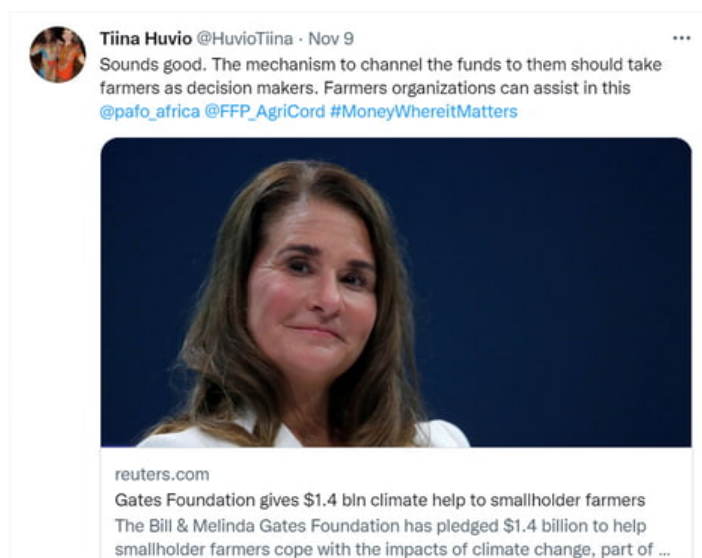 Tiina Huvio @HuvioTiina · Nov 9
Sounds good. The mechanism to channel the funds to them should take
farmers as decision makers. Farmers organizations can assist in this
@pafo_africa @FFP_AgriCord #MoneyWhereitMatters
reuters.com
Gates Foundation gives $1.4 bln climate help to smallholder farmers
The Bill & Melinda Gates Foundation has pledged $1.4 billion to help
smallholder farmers cope with the impacts of climate change, part of ...